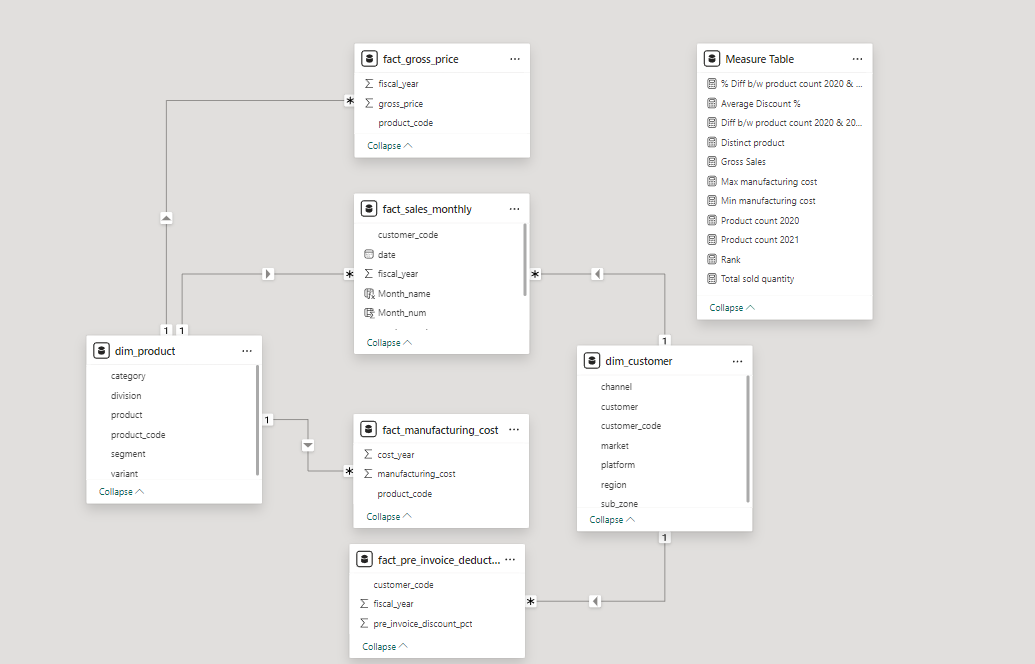 fact_gross_price
fiscal_year
gross_price
product_code
Collapse
Measure Table
% Diff b/w product count 2020 & ...
Average Discount %
Diff b/w product count 2020 & 20...
Distinct product
Gross Sales
Max manufacturing cost
Min manufacturing cost
Product count 2020
Product count 2021
Rank
Total sold quantity
Collapse
fact_sales_monthly
customer_code
date
fiscal_year
Month_name
Month_num
Collapse
1
1
1
dim_product
category
division
product
product_code
segment
variant
Collapse
dim_customer
channel
customer
customer_code
market
platform
region
sub_zone
Collapse
1
fact_manufacturing_cost
cost_year
manufacturing_cost
product_code
Collapse
1
fact_pre_invoice_deduct...
customer_code
fiscal_year
pre_invoice_discount_pct
Collapse